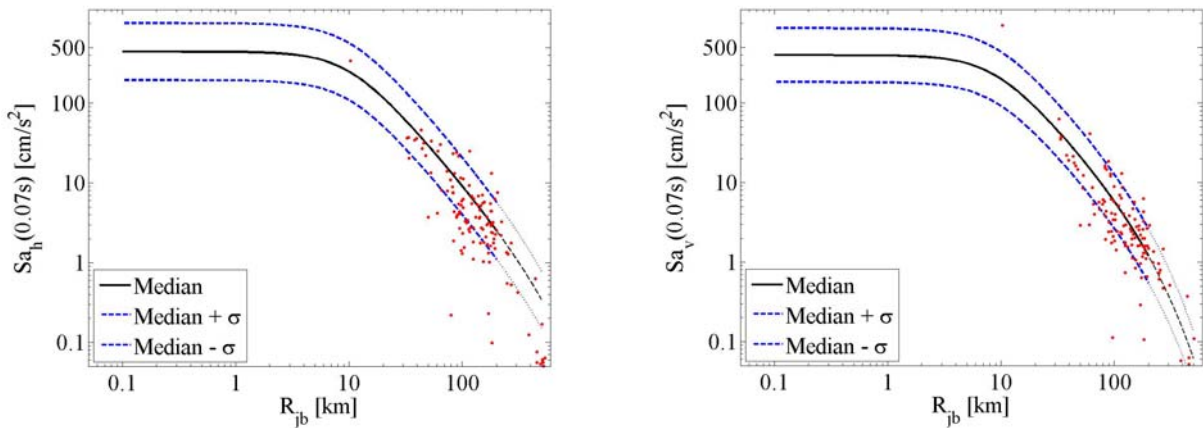 500
100
10
1
0.1
Sa_h(0.07s) [cm/s²]
Median
Median + σ
Median - σ
0.1 1 10 100
R_jb [km]
500
100
10
1
0.1
Sa_v(0.07s) [cm/s²]
Median
Median + σ
Median - σ
0.1 1 10 100
R_jb [km]